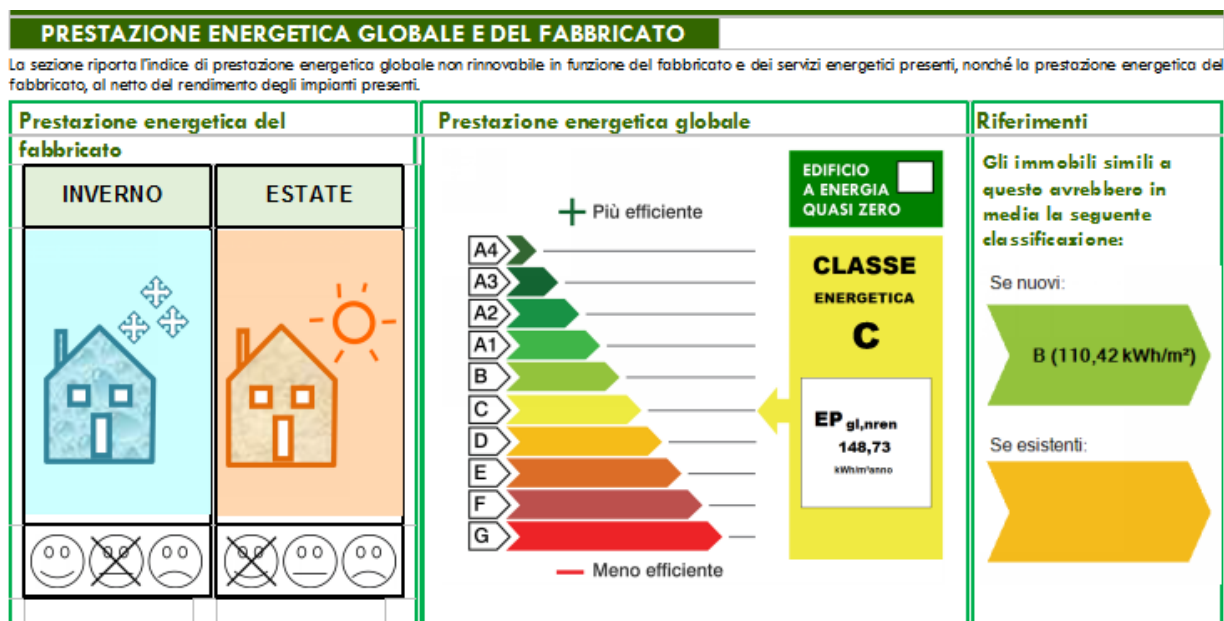 PRESTAZIONE ENERGETICA GLOBALE E DEL FABBRICATO
La sezione riporta l'indice di prestazione energetica globale non rinnovabile in funzione del fabbricato e dei servizi energetici presenti, nonché la prestazione energetica del
fabbricato, al netto del rendimento degli impianti presenti.
Prestazione energetica del
fabbricato
INVERNO
ESTATE
Prestazione energetica globale
+ Più efficiente
A4
A3
A2
A1
B
C
D
E
F
G
— Meno efficiente
EDIFICIO
A ENERGIA
QUASI ZERO
CLASSE
ENERGETICA
C
EP gl,nren
148,73
kWh/m²anno
Riferimenti
Gli immobili simili a
questo avrebbero in
media la seguente
classificazione:
Se nuovi:
B (110,42 kWh/m²)
Se esistenti: